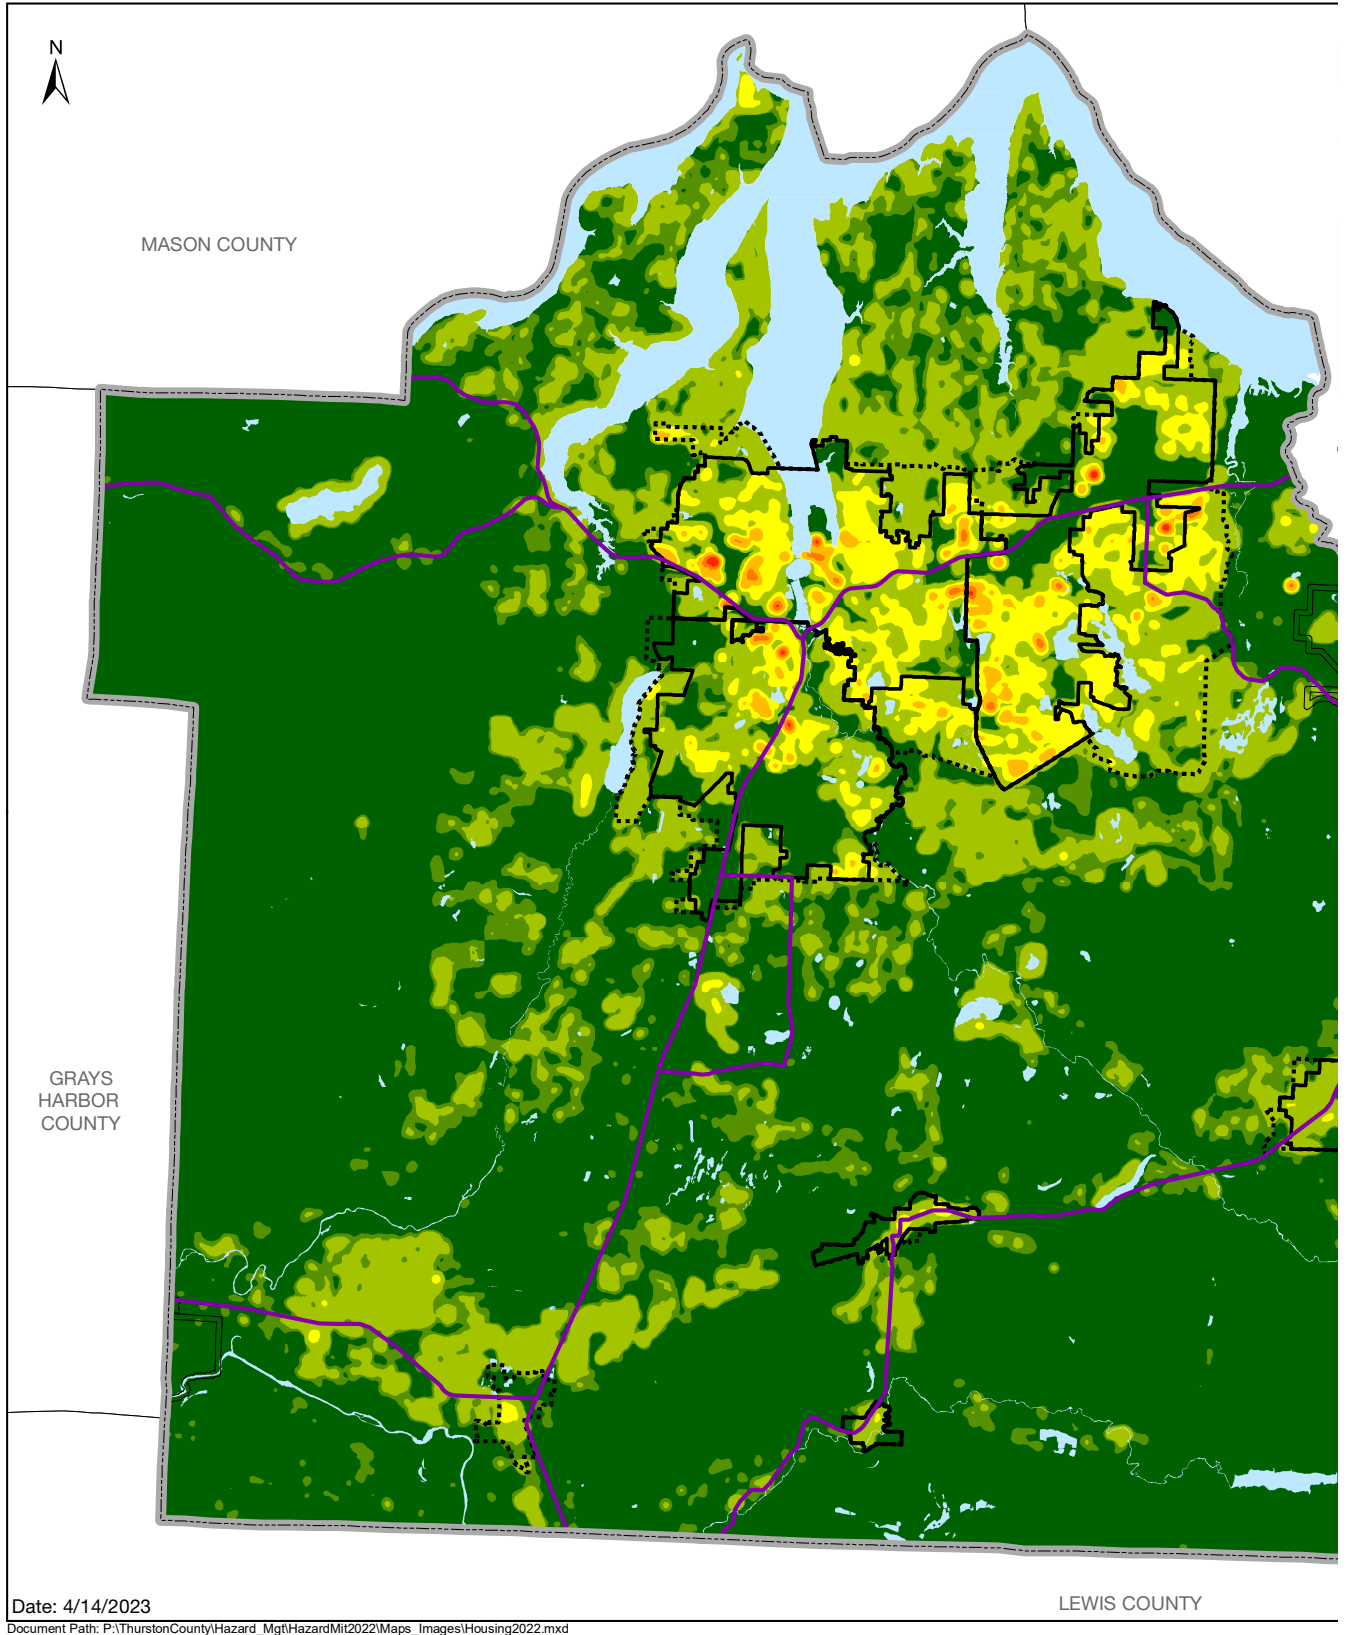 N
MASON COUNTY
GRAYS
HARBOR
COUNTY
LEWIS COUNTY
Date: 4/14/2023
Document Path: P:\ThurstonCounty\Hazard_Mgt\HazardMit2022\Maps_Images\Housing2022.mxd